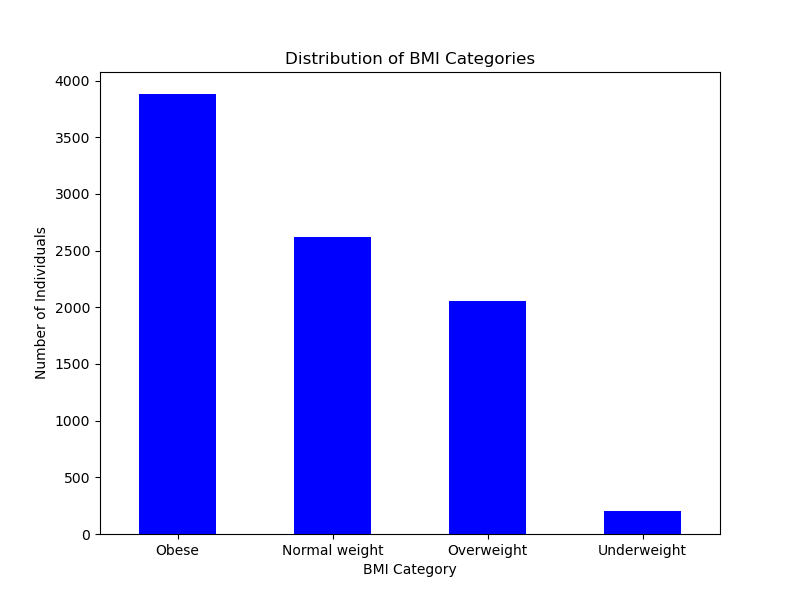 Distribution of BMI Categories
Number of Individuals
4000
3500
3000
2500
2000
1500
1000
500
0
Obese Normal weight Overweight Underweight
BMI Category